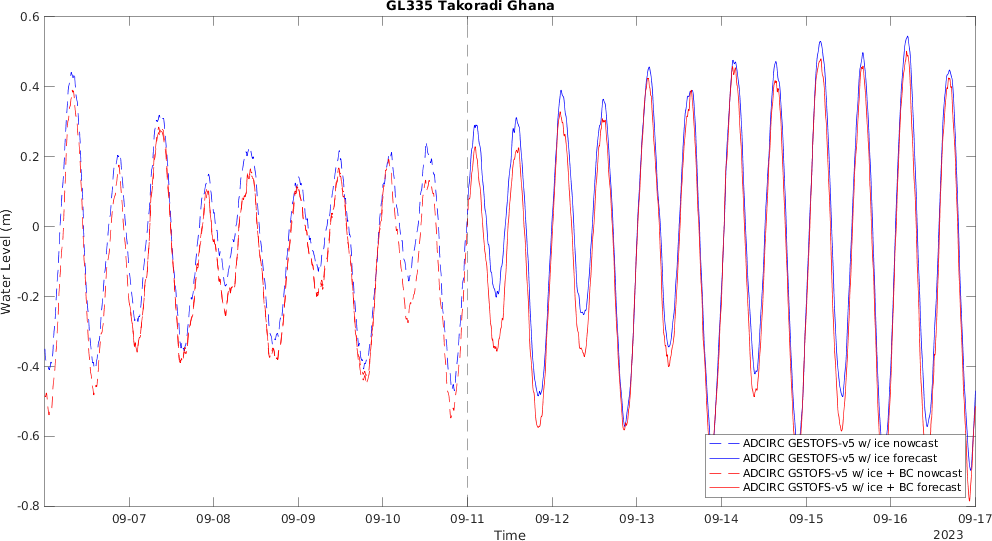 GL335 Takoradi Ghana
0.6
0.4
0.2
0
-0.2
-0.4
-0.6
-0.8
Water Level (m)
ADCIRC GESTOFS-v5 w/ ice nowcast
ADCIRC GESTOFS-v5 w/ ice forecast
ADCIRC GSTOFS-v5 w/ ice + BC nowcast
ADCIRC GSTOFS-v5 w/ ice + BC forecast
09-07 09-08 09-09 09-10 09-11 09-12 09-13 09-14 09-15 09-16 09-17
Time
2023